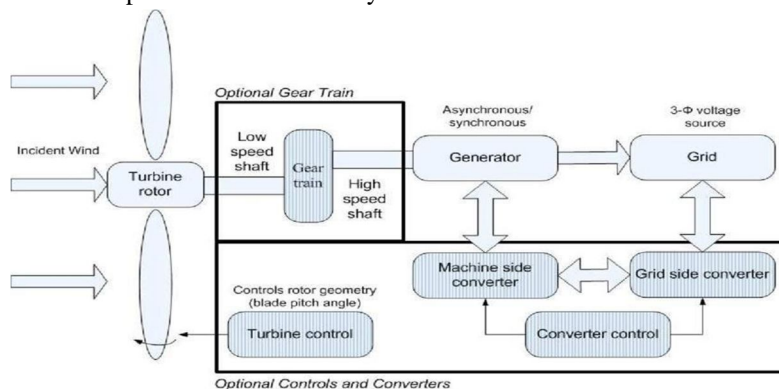 Optional Gear Train
Asynchronous/
synchronous
3-Φ voltage
source
Incident Wind
Turbine
rotor
Low
speed
shaft
Gear
train
High
speed
shaft
Generator
Grid
Machine side
converter
Grid side converter
Controls rotor geometry
(blade pitch angle)
Turbine control
Converter control
Optional Controls and Converters